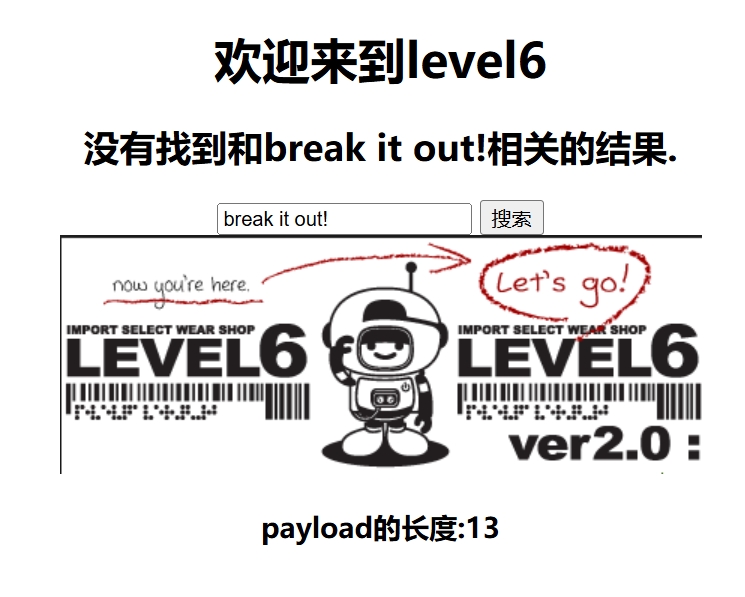 欢迎来到level6
没有找到和break it out!相关的结果.
break it out! 搜索
now you're here. Let's go!
IMPORT SELECT WEAR SHOP IMPORT SELECT WEAR SHOP
LEVEL6 LEVEL6
ver2.0 :
payload的长度:13